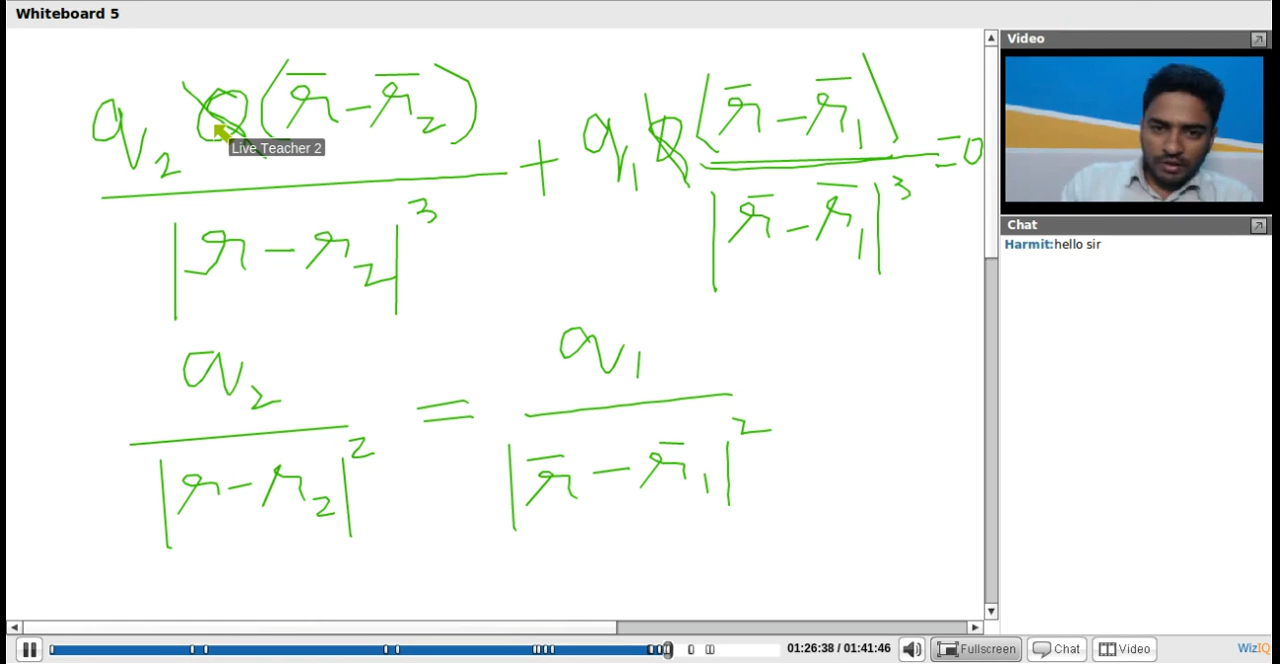 Whiteboard 5
q₂ Q (r̄ - r̄₂) / |r - r₂|³ + q₁ Q (r̄ - r̄₁) / |r̄ - r̄₁|³ = 0
Live Teacher 2
q₂ / |r - r₂|² = q₁ / |r̄ - r̄₁|²
Video
Chat
Harmit:hello sir
01:26:38 / 01:41:46
Fullscreen
Chat
Video
WizIQ